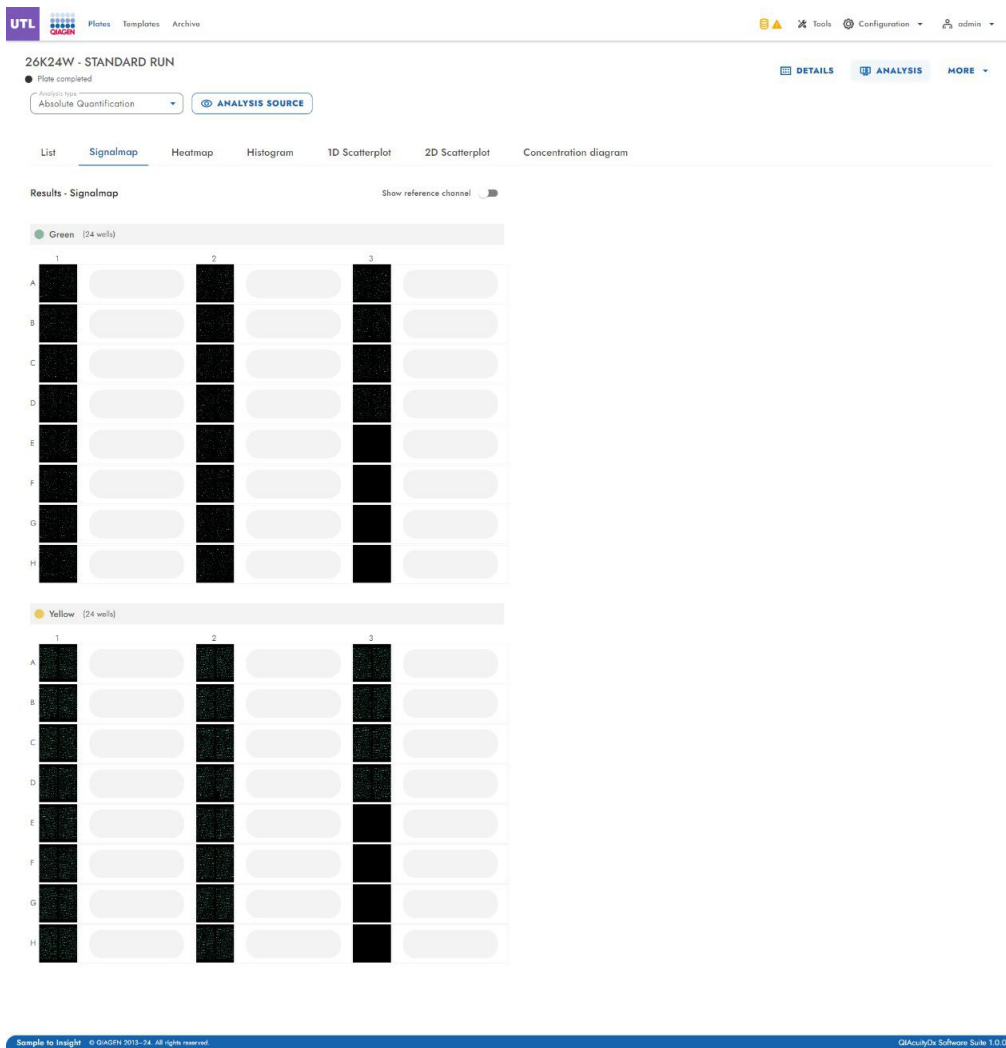 UTL QIAGEN Plates Templates Archive Tools Configuration admin
26K24W - STANDARD RUN
DETAILS ANALYSIS MORE
Plate completed
Analysis type
Absolute Quantification ANALYSIS SOURCE
List Signalmap Heatmap Histogram 1D Scatterplot 2D Scatterplot Concentration diagram
Results - Signalmap Show reference channel
Green (24 wells)
1 2 3
A
B
C
D
E
F
G
H
Yellow (24 wells)
1 2 3
A
B
C
D
E
F
G
H
Sample to Insight © QIAGEN 2013–24. All rights reserved. QIAcuityDx Software Suite 1.0.0